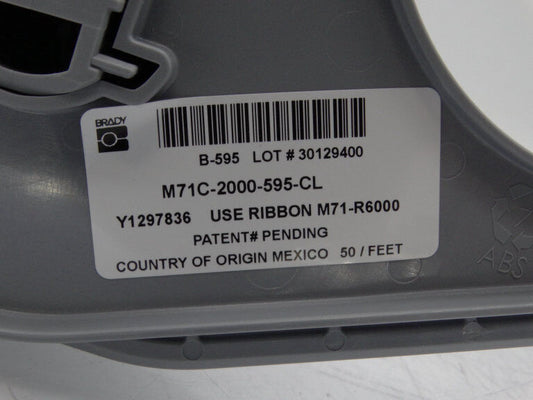 BRADY
B-595 LOT # 30129400
M71C-2000-595-CL
Y1297836 USE RIBBON M71-R6000
PATENT# PENDING
COUNTRY OF ORIGIN MEXICO 50 / FEET
ABS